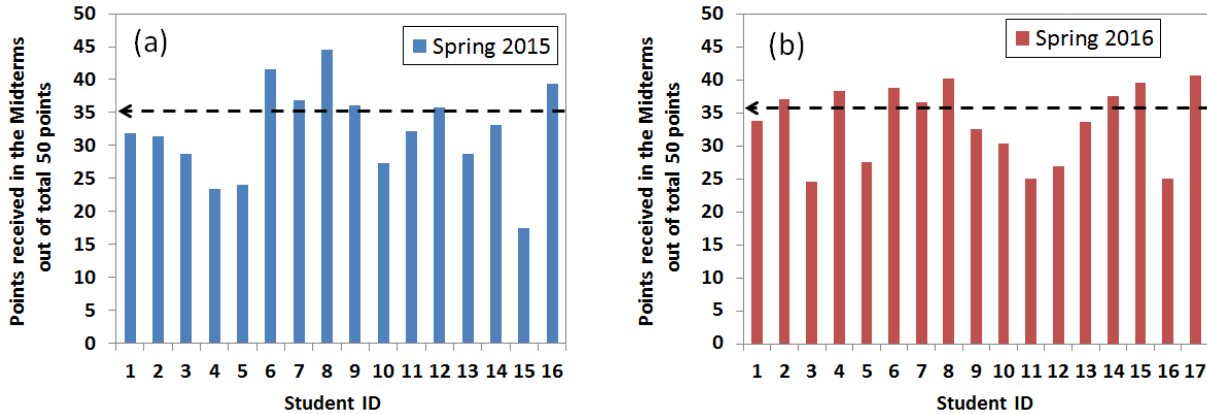 (a)
Spring 2015
Points received in the Midterms
out of total 50 points
50
45
40
35
30
25
20
15
10
5
0
1 2 3 4 5 6 7 8 9 10 11 12 13 14 15 16
Student ID
(b)
Spring 2016
Points received in the Midterms
out of total 50 points
50
45
40
35
30
25
20
15
10
5
0
1 2 3 4 5 6 7 8 9 10 11 12 13 14 15 16 17
Student ID